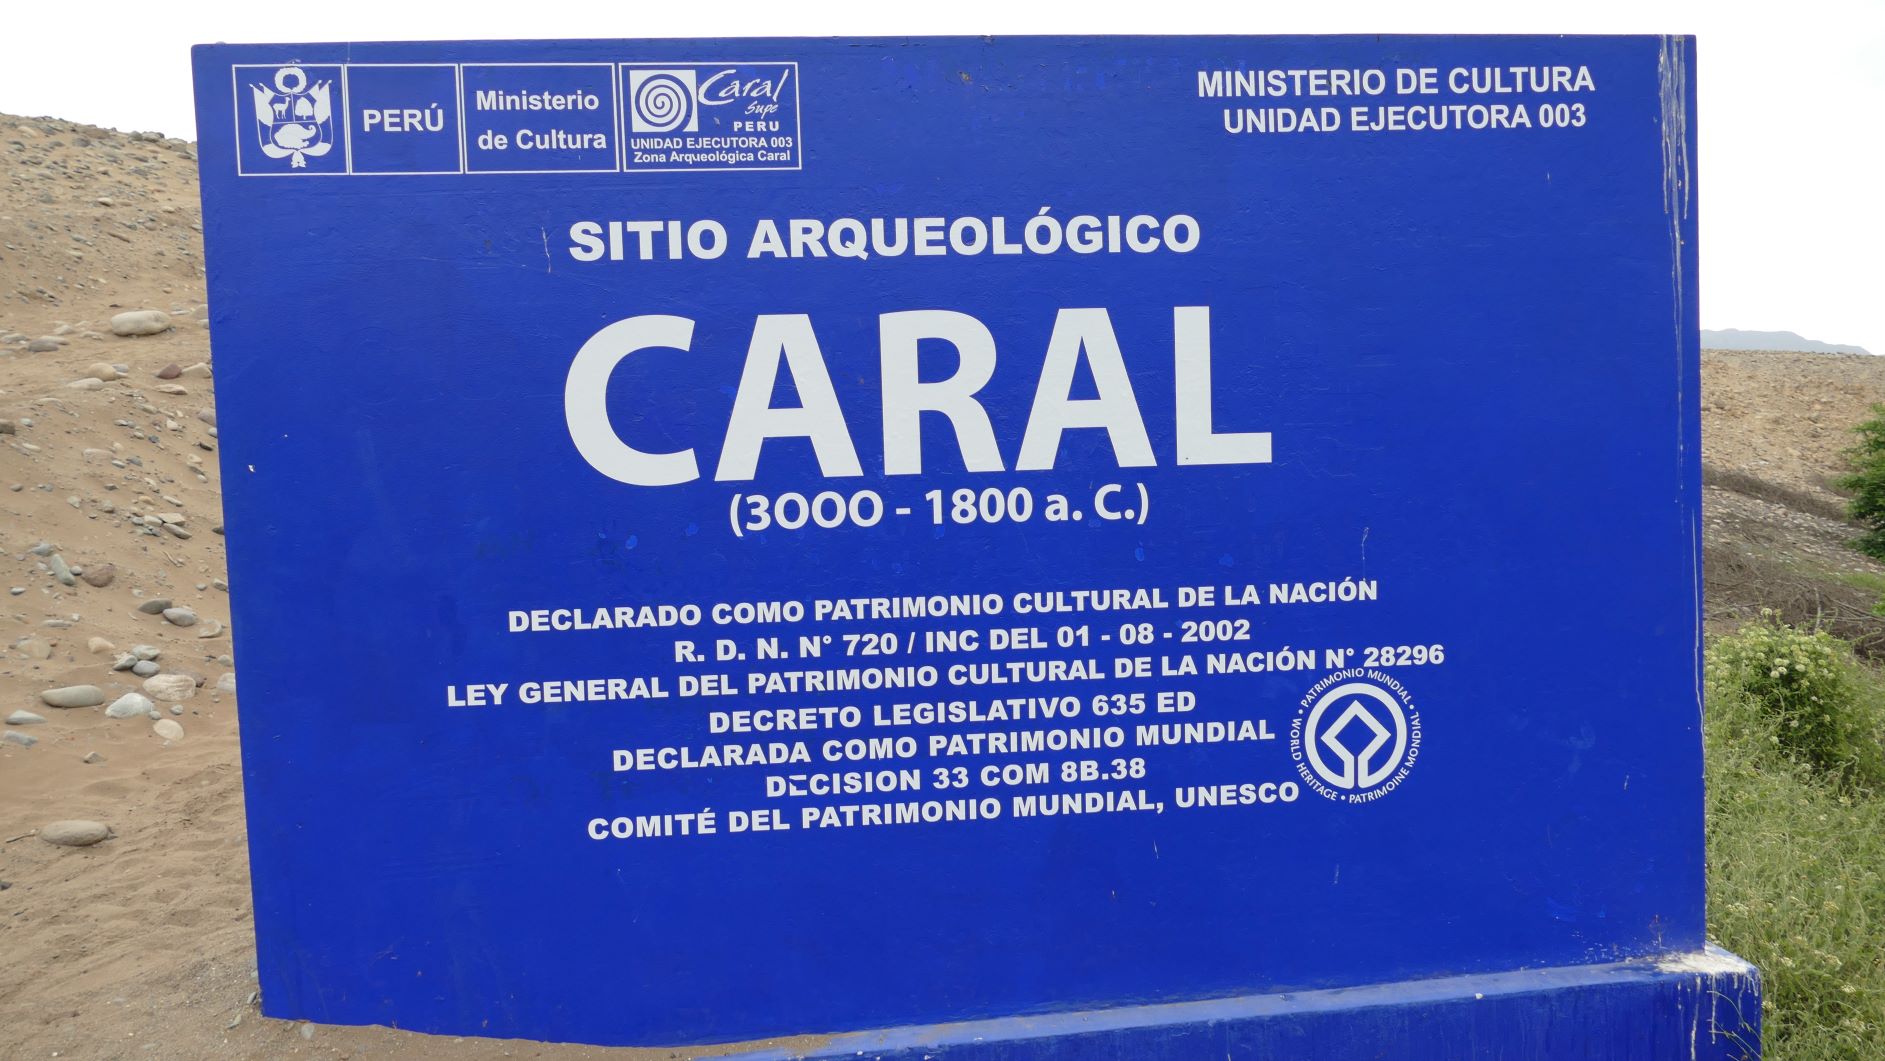 PERÚ
Ministerio
de Cultura
Caral
Supe
PERU
UNIDAD EJECUTORA 003
Zona Arqueológica Caral
MINISTERIO DE CULTURA
UNIDAD EJECUTORA 003
SITIO ARQUEOLÓGICO
CARAL
(3000 - 1800 a. C.)
DECLARADO COMO PATRIMONIO CULTURAL DE LA NACIÓN
R. D. N. N° 720 / INC DEL 01 - 08 - 2002
LEY GENERAL DEL PATRIMONIO CULTURAL DE LA NACIÓN N° 28296
DECRETO LEGISLATIVO 635 ED
DECLARADA COMO PATRIMONIO MUNDIAL
DECISION 33 COM 8B.38
COMITÉ DEL PATRIMONIO MUNDIAL, UNESCO
• PATRIMONIO MUNDIAL • WORLD HERITAGE • PATRIMOINE MONDIAL